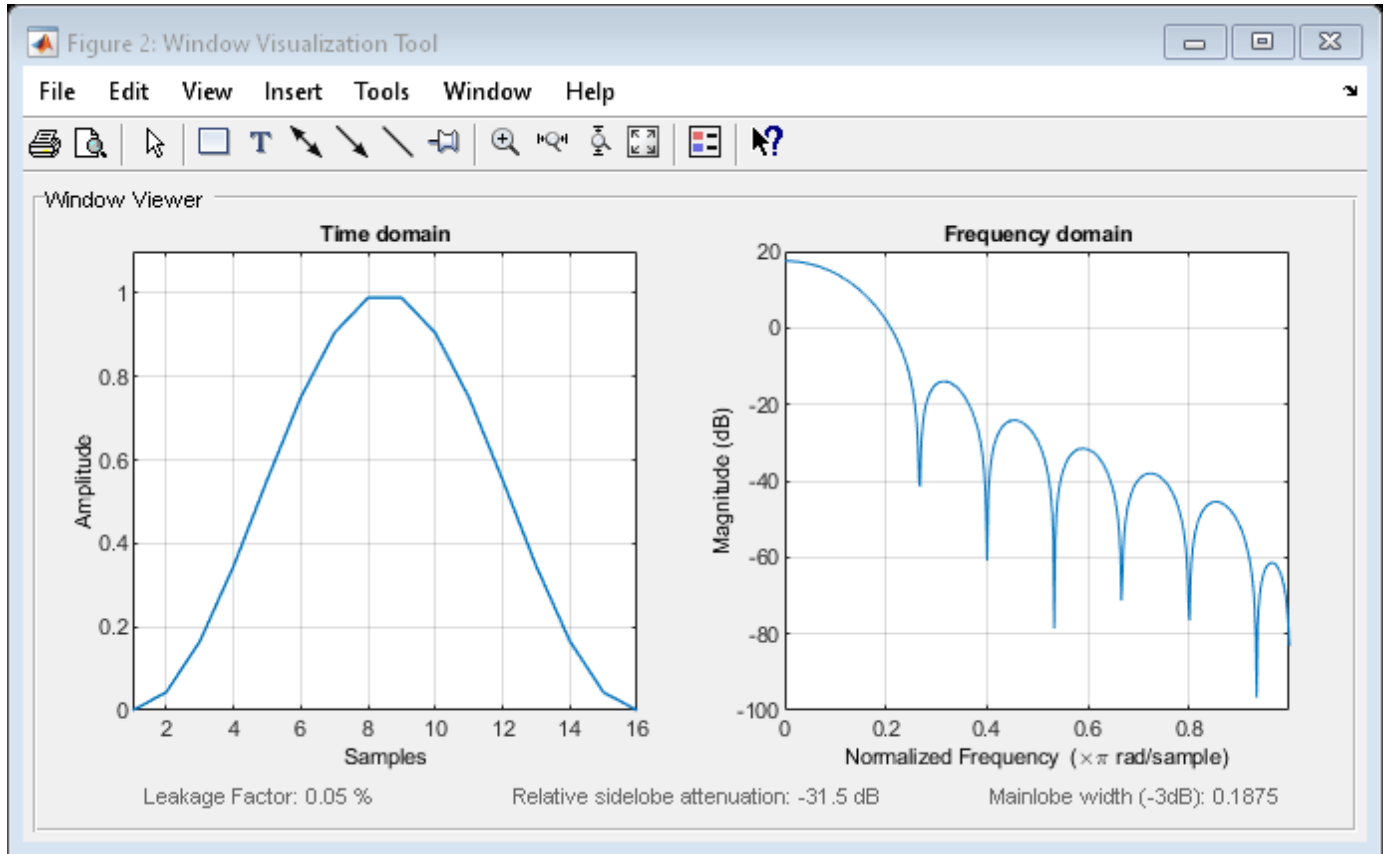 Figure 2: Window Visualization Tool
File Edit View Insert Tools Window Help
T ?
Window Viewer
Time domain
1
0.8
0.6
0.4
0.2
0
Amplitude
2 4 6 8 10 12 14 16
Samples
Frequency domain
20
0
-20
-40
-60
-80
-100
Magnitude (dB)
0 0.2 0.4 0.6 0.8
Normalized Frequency (×π rad/sample)
Leakage Factor: 0.05 % Relative sidelobe attenuation: -31.5 dB Mainlobe width (-3dB): 0.1875